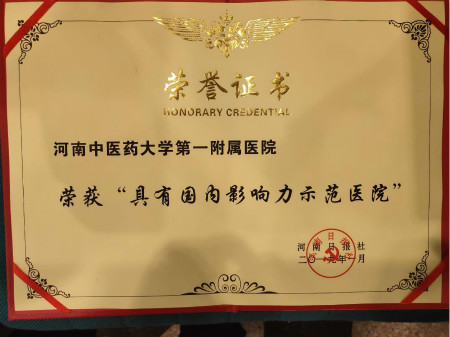 荣誉证书
HONORARY CREDENTIAL
河南中医药大学第一附属医院
荣获“具有国内影响力示范医院”
河南日报社